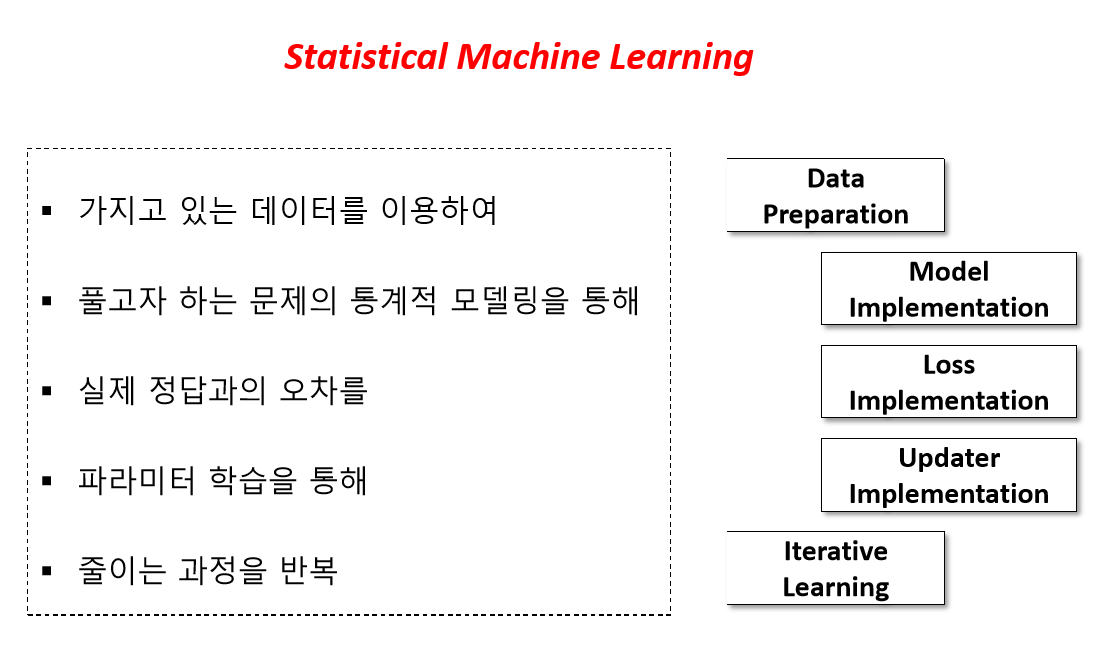 Statistical Machine Learning
▪ 가지고 있는 데이터를 이용하여
▪ 풀고자 하는 문제의 통계적 모델링을 통해
▪ 실제 정답과의 오차를
▪ 파라미터 학습을 통해
▪ 줄이는 과정을 반복
Data
Preparation
Model
Implementation
Loss
Implementation
Updater
Implementation
Iterative
Learning